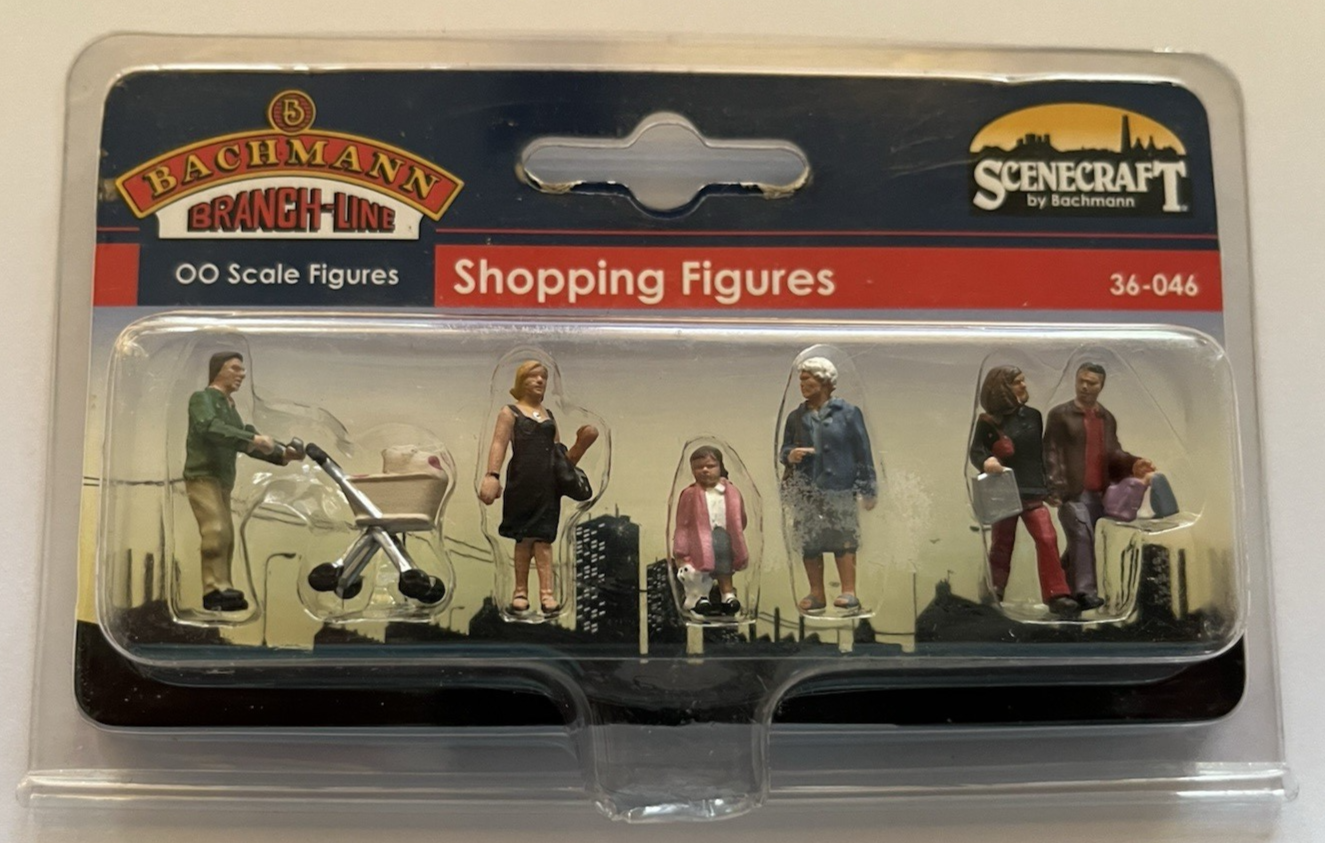 B
BACHMANN
BRANCH-LINE
SCENECRAFT
by Bachmann
OO Scale Figures
Shopping Figures
36-046